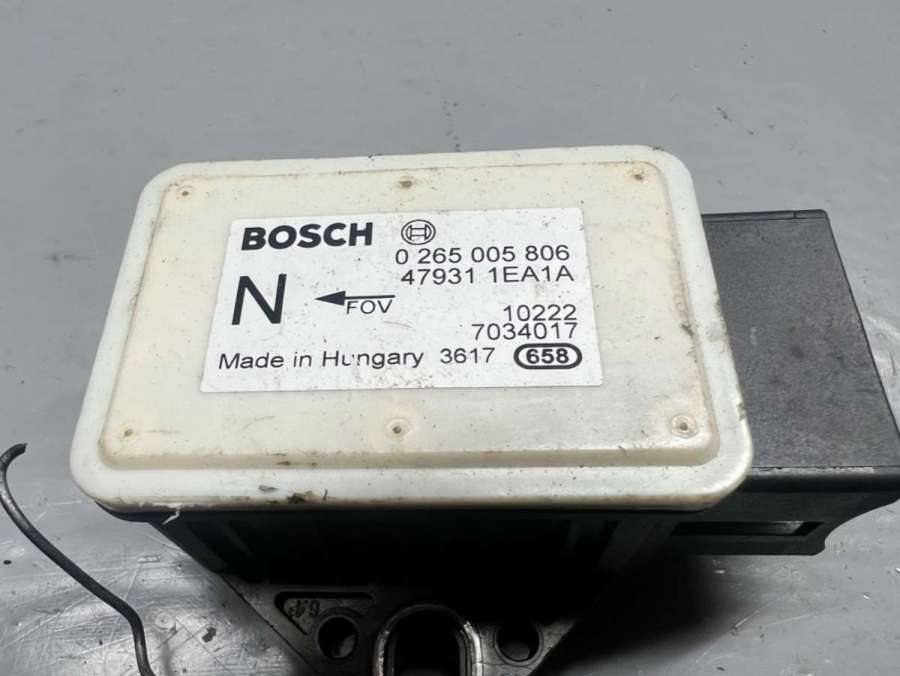 BOSCH
0 265 005 806
47931 1EA1A
N
FOV
10222
7034017
Made in Hungary 3617 658